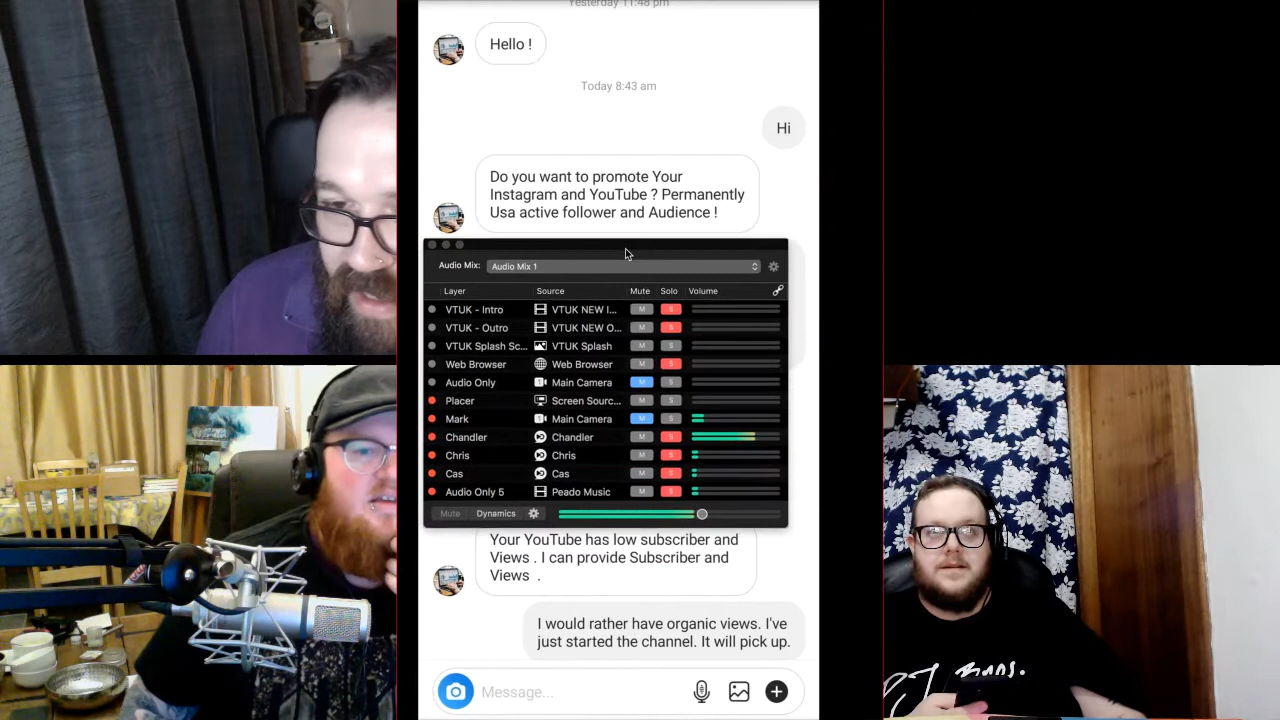 Yesterday 11:48 pm
Hello !
Today 8:43 am
Hi
Do you want to promote Your
Instagram and YouTube ? Permanently
Usa active follower and Audience !
Audio Mix: Audio Mix 1
Layer Source Mute Solo Volume
VTUK - Intro VTUK NEW I... M S
VTUK - Outro VTUK NEW O... M S
VTUK Splash Sc... VTUK Splash M S
Web Browser Web Browser M S
Audio Only Main Camera M S
Placer Screen Sourc... M S
Mark Main Camera M S
Chandler Chandler M S
Chris Chris M S
Cas Cas M S
Audio Only 5 Peado Music M S
Mute Dynamics
Your YouTube has low subscriber and
Views . I can provide Subscriber and
Views .
I would rather have organic views. I've
just started the channel. It will pick up.
Message...